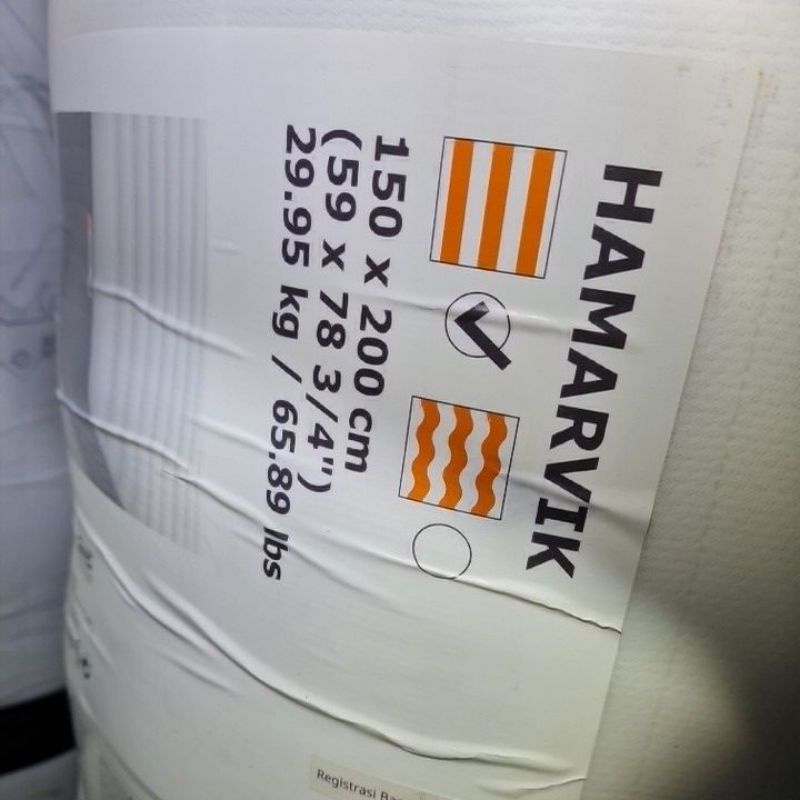 HAMARVIK
150 x 200 cm
(59 x 78 3/4")
29.95 kg / 65.89 lbs
Registrasi